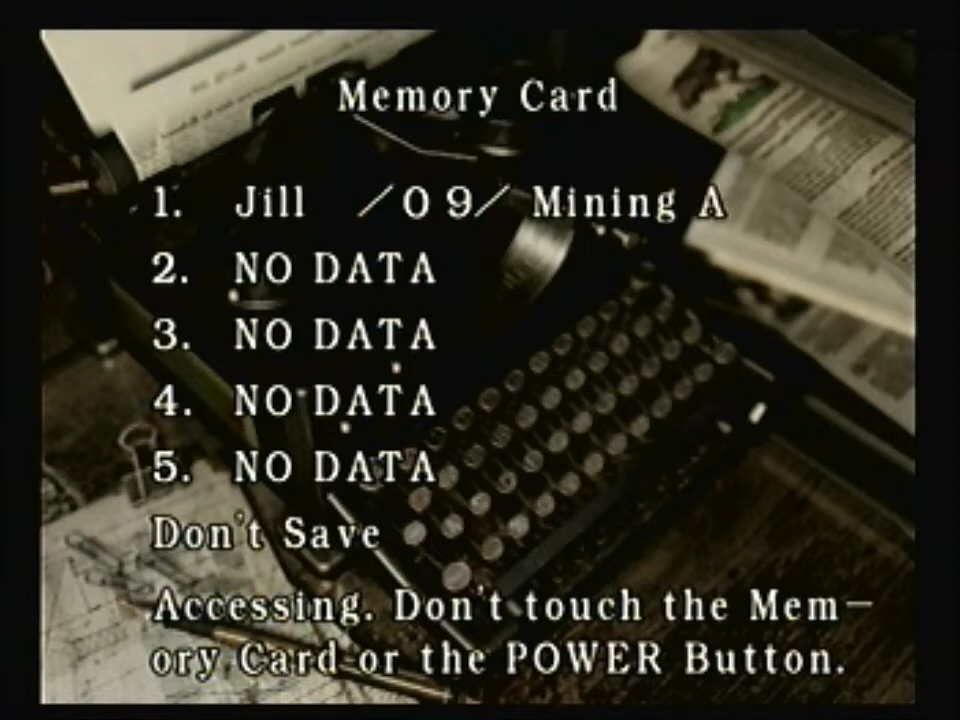 Memory Card
1. Jill /09/ Mining A
2. NO DATA
3. NO DATA
4. NO DATA
5. NO DATA
Don't Save
Accessing. Don't touch the Mem-
ory Card or the POWER Button.